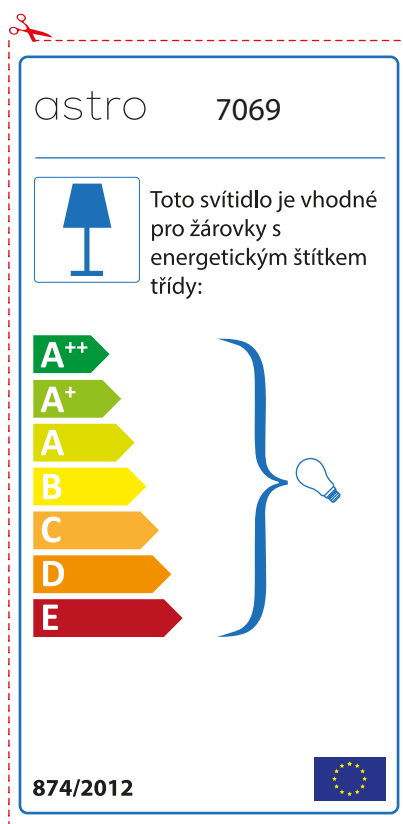 astro 7069
Toto svítidlo je vhodné
pro žárovky s
energetickým štítkem
třídy:
A++
A+
A
B
C
D
E
874/2012